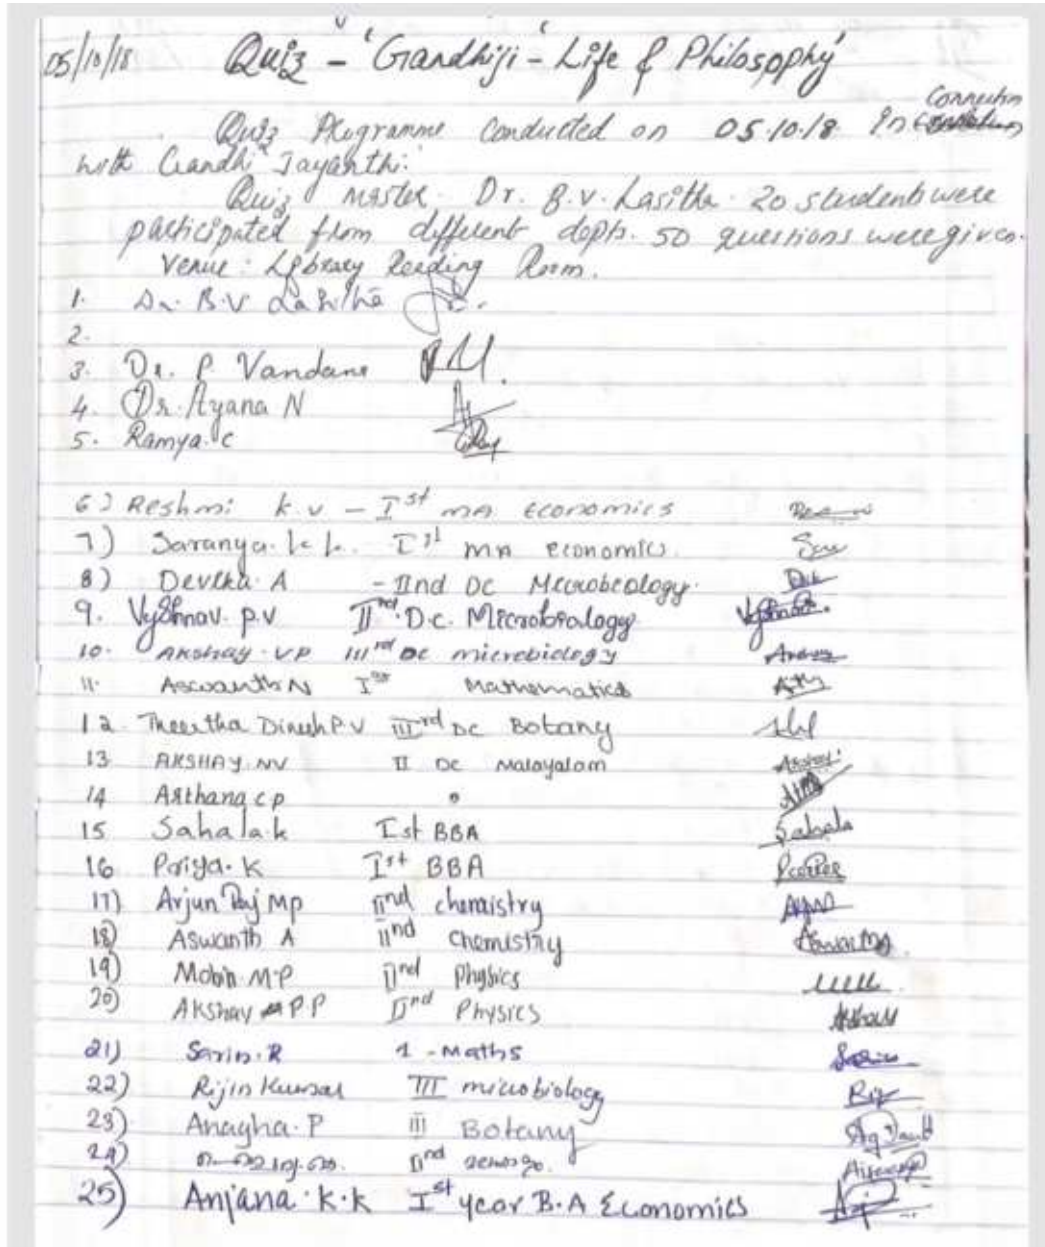 05/10/18 Quiz - 'Gandhiji - Life & Philosophy'
Connection
Quiz Programme Conducted on 05.10.18 In
with Gandhi Jayanthi.
Quiz master - Dr. B.V. Lasitha. 20 students were
participated from different depts. 50 questions were given.
Venue : Library Reading Room.
1. Dr. B.V Lasitha
2.
3. Dr. P. Vandana
4. Dr. Ayana N
5. Ramya. C
6) Reshmi K V - Ist MA Economics
7) Saranya. k k. Ist MA economics.
8) Devika A - IInd DC Microbiology.
9. Vyshnav. P.V IInd D.C. Microbiology Vyshnav.
10. AKshay. VP IIIrd DC microbiology
11. Aswanth N Ist Mathematics
12. Theertha Dinesh P.V IIIrd DC Botany
13 AKSHAY. NV II DC Malayalam Akshay
14 Arthana c p "
15 Sahala. k Ist BBA Sahala
16 Priya. K Ist BBA
17) Arjun Raj Mp IInd chemistry
18) Aswanth A IInd Chemistry
19) Mobin M.P IInd Physics
20) AKshay PP IInd Physics
21) Sarin. R 1 - Maths
22) Rijin Kumar III microbiology
23) Anagha. P III Botany
24) IInd
25) Anjana. K. K Ist year B.A Economics